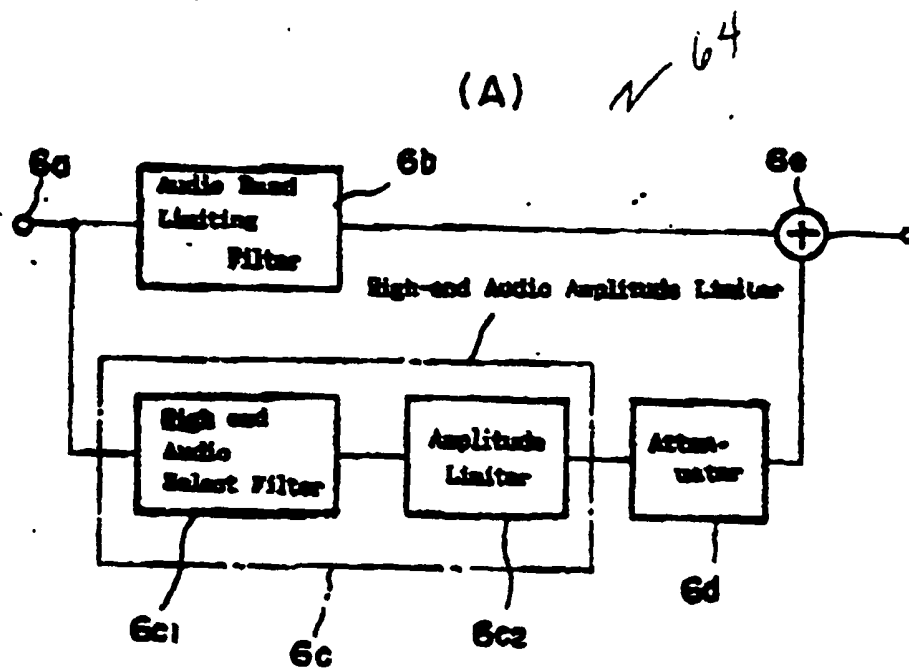 (A)
64
6a
6b
6e
Audio Band
Limiting
Filter
High-end Audio Amplitude Limiter
High end
Audio
Select Filter
Amplitude
Limiter
Atten-
uater
6c1
6c
6c2
6d